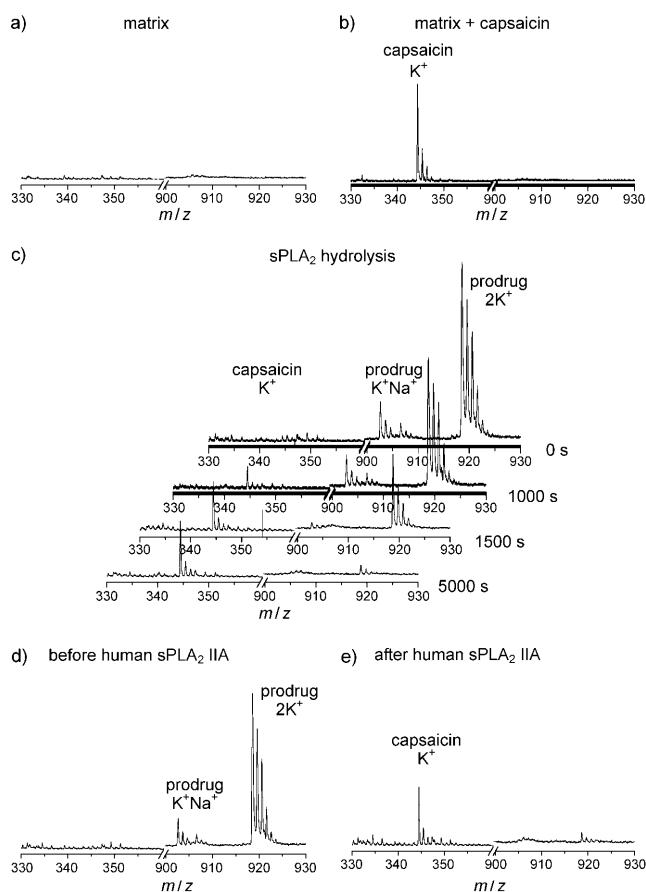 a) matrix
330 340 350 900 910 920 930
m / z
b) matrix + capsaicin
capsaicin
K⁺
330 340 350 900 910 920 930
m / z
c) sPLA₂ hydrolysis
prodrug
2K⁺
capsaicin
K⁺
prodrug
K⁺Na⁺
330 340 350 900 910 920 930 0 s
330 340 350 900 910 920 930 1000 s
330 340 350 900 910 920 930 1500 s
330 340 350 900 910 920 930 5000 s
m / z
d) before human sPLA₂ IIA
prodrug
2K⁺
prodrug
K⁺Na⁺
330 340 350 900 910 920 930
m / z
e) after human sPLA₂ IIA
capsaicin
K⁺
330 340 350 900 910 920 930
m / z